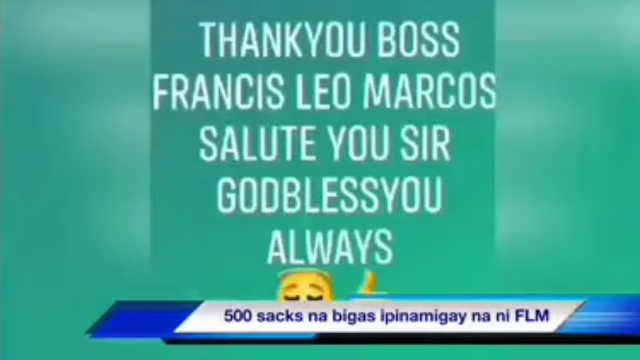 THANKYOU BOSS
FRANCIS LEO MARCOS
SALUTE YOU SIR
GODBLESSYOU
ALWAYS
500 sacks na bigas ipinamigay na ni FLM